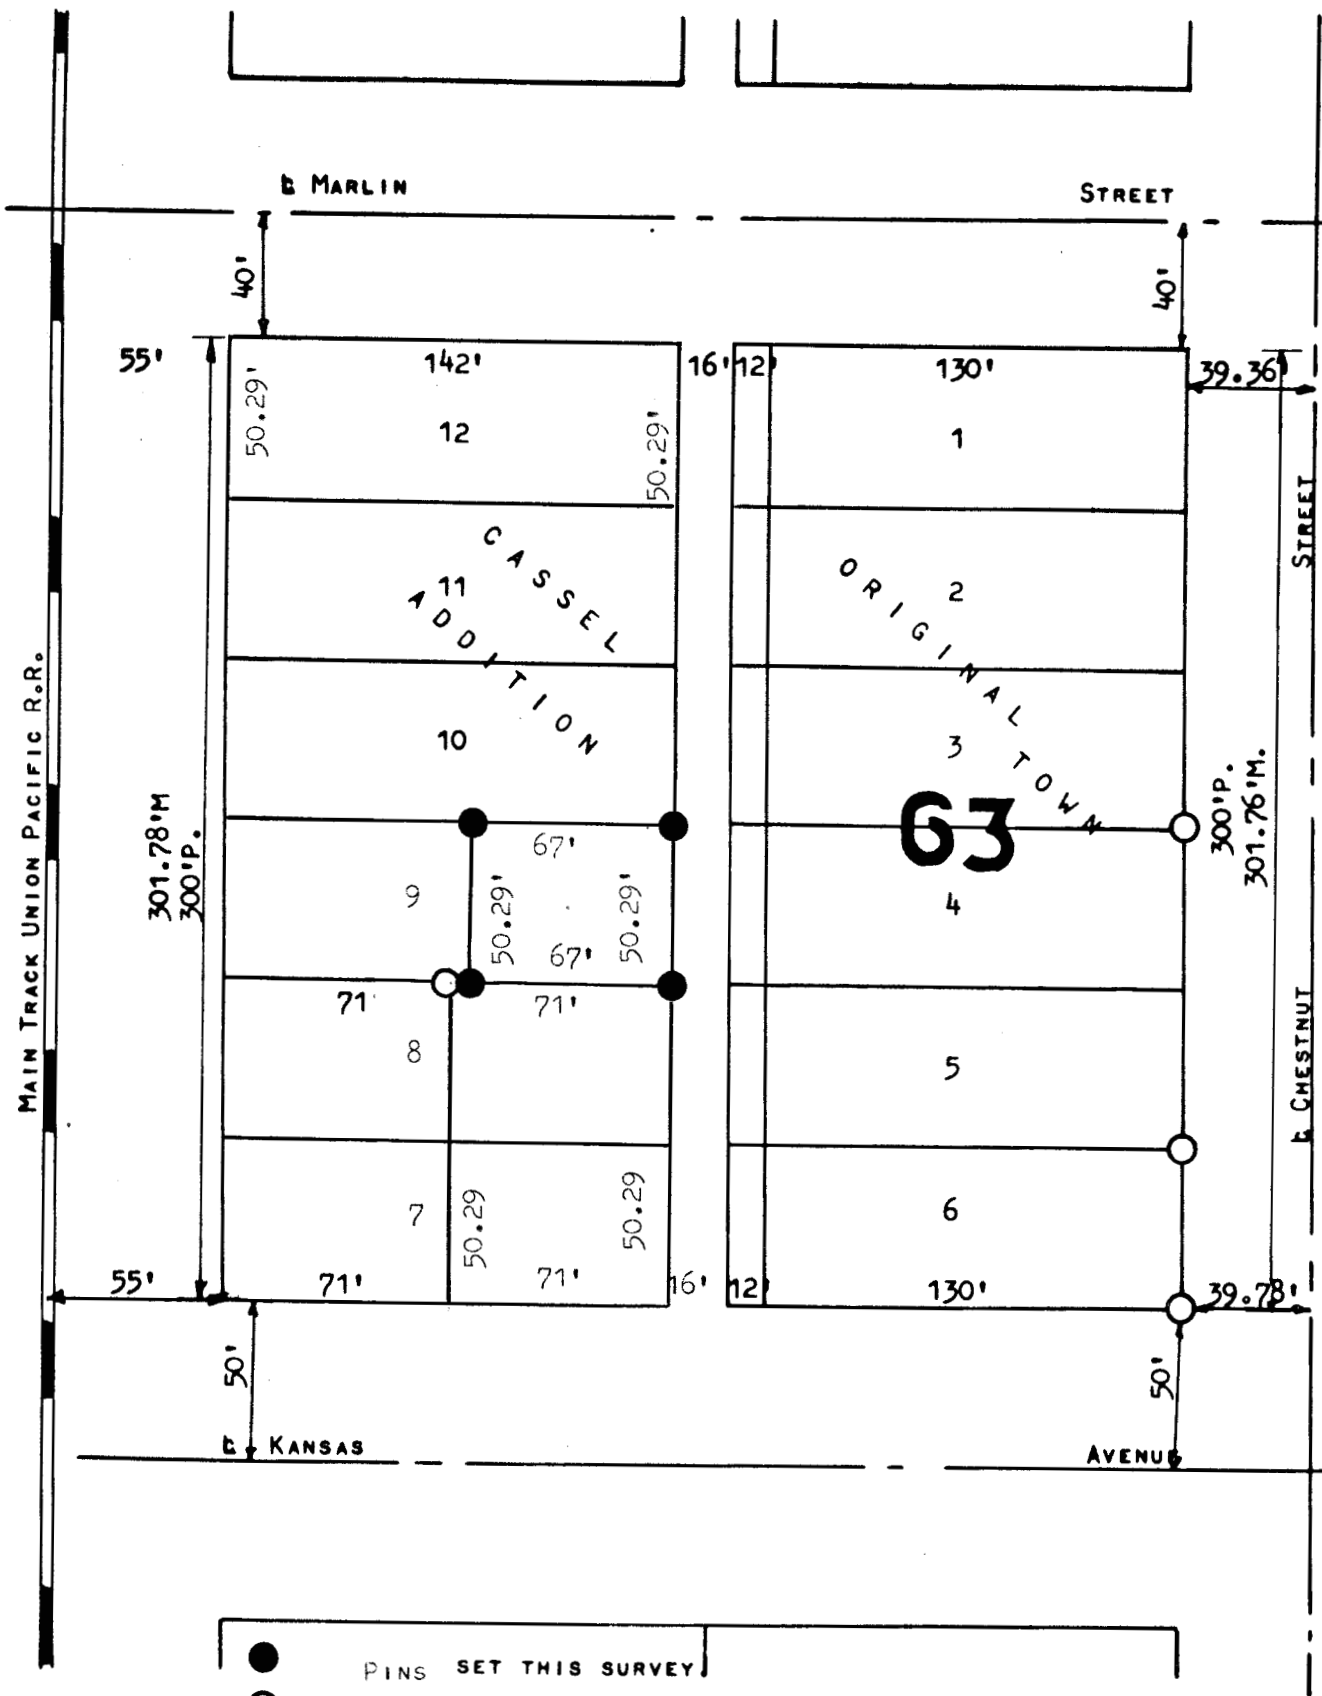 ℄ MARLIN STREET
40' 40'
55' 142' 16' 12' 130' 39.36'
50.29' 50.29'
12 1
CASSEL
ADDITION
ORIGINAL TOWN
STREET
11 2
10 3
63
MAIN TRACK UNION PACIFIC R.R.
301.78'M
300'P.
300'P.
301.76'M.
67'
9 50.29' 50.29' 4
67'
71' 71'
8 5
℄ CHESTNUT
7 50.29 50.29 6
55' 71' 71' 16' 12' 130' 39.78'
50' 50'
℄ KANSAS AVENUE
PINS SET THIS SURVEY